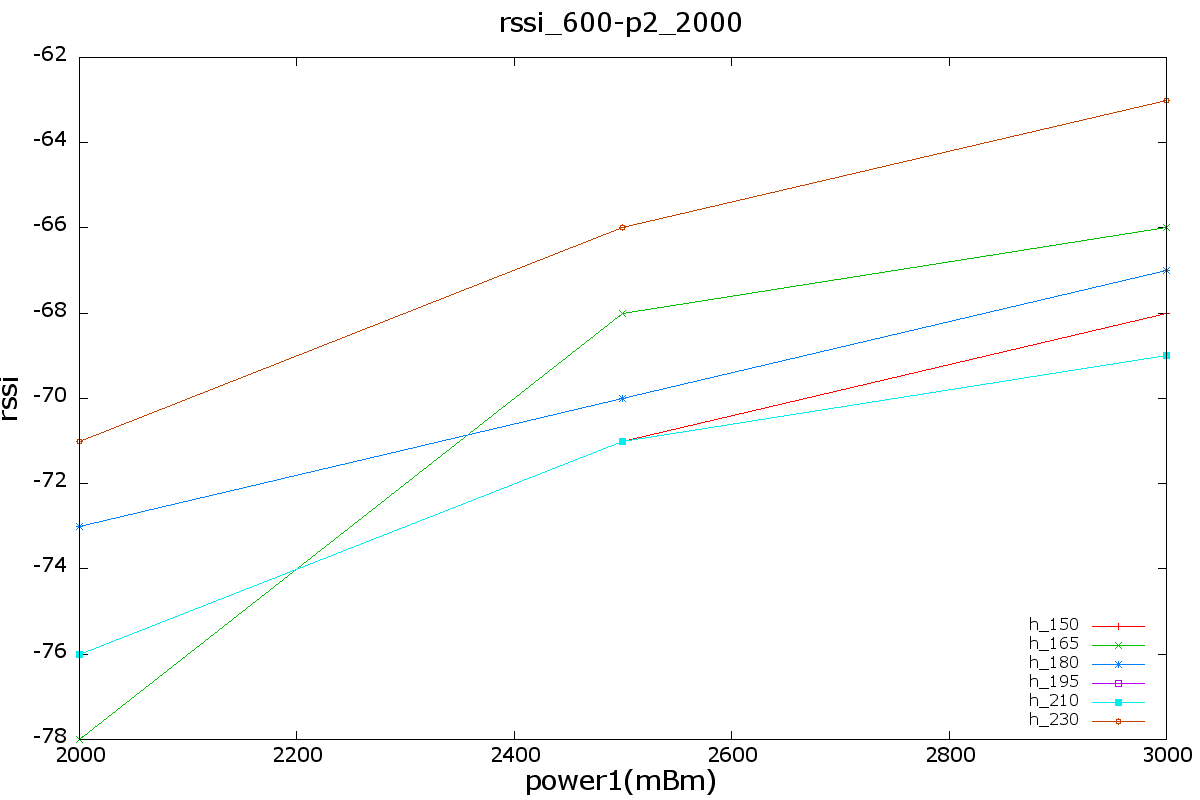 rssi_600-p2_2000
-62
-64
-66
-68
-70
-72
-74
-76
-78
rssi
2000 2200 2400 2600 2800 3000
power1(mBm)
h_150
h_165
h_180
h_195
h_210
h_230